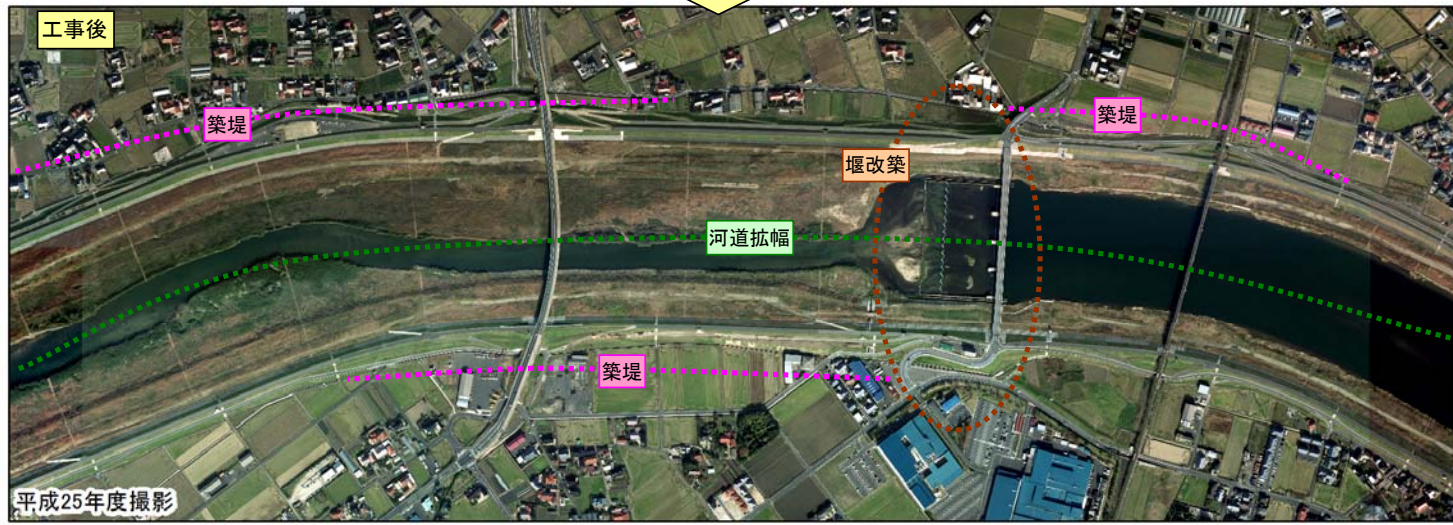 工事後
築堤
築堤
堰改築
河道拡幅
築堤
平成25年度撮影